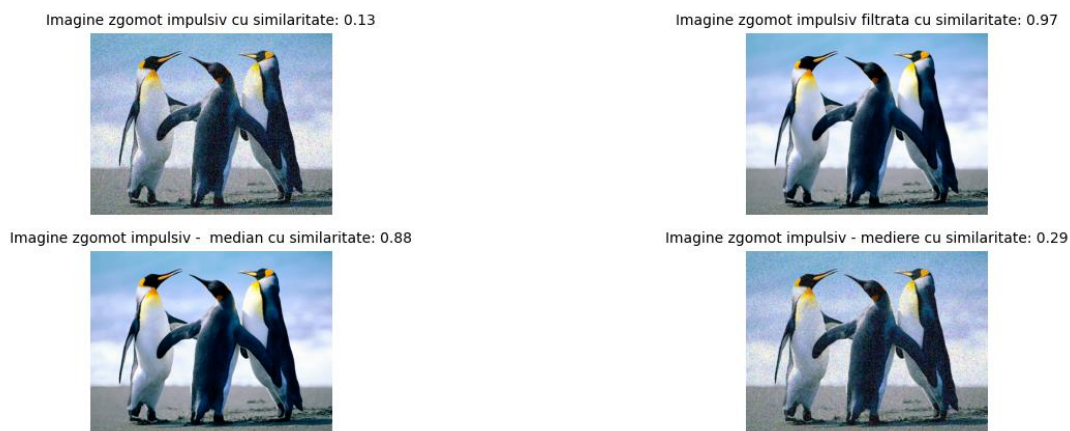 Imagine zgomot impulsiv cu similaritate: 0.13
Imagine zgomot impulsiv filtrata cu similaritate: 0.97
Imagine zgomot impulsiv -  median cu similaritate: 0.88
Imagine zgomot impulsiv - mediere cu similaritate: 0.29